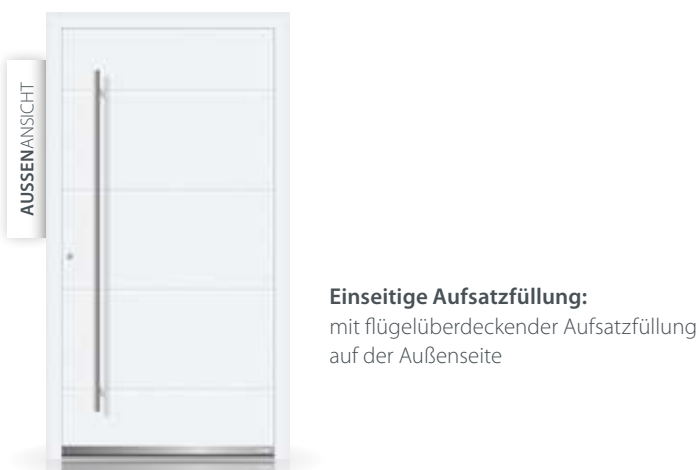 AUSSENANSICHT
Einseitige Aufsatzfüllung:
mit flügelüberdeckender Aufsatzfüllung
auf der Außenseite